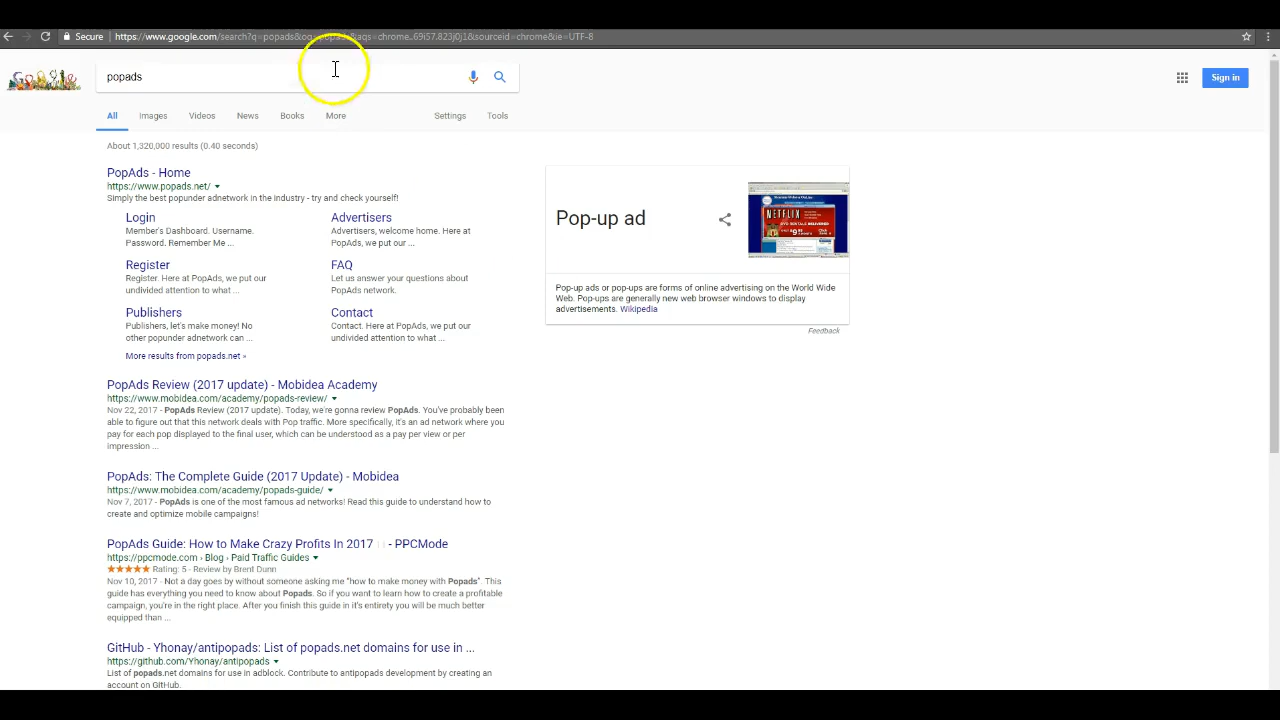 Secure https://www.google.com/search?q=popads&oq=popads&aqs=chrome..69i57.823j0j1&sourceid=chrome&ie=UTF-8
Google
popads
Sign in
All Images Videos News Books More Settings Tools
About 1,320,000 results (0.40 seconds)
PopAds - Home
https://www.popads.net/
Simply the best popunder adnetwork in the industry - try and check yourself!
Login
Member's Dashboard. Username.
Password. Remember Me ...
Advertisers
Advertisers, welcome home. Here at
PopAds, we put our ...
Register
Register. Here at PopAds, we put our
undivided attention to what ...
FAQ
Let us answer your questions about
PopAds network.
Publishers
Publishers, let's make money! No
other popunder adnetwork can ...
Contact
Contact. Here at PopAds, we put our
undivided attention to what ...
More results from popads.net »
PopAds Review (2017 update) - Mobidea Academy
https://www.mobidea.com/academy/popads-review/
Nov 22, 2017 - PopAds Review (2017 update). Today, we're gonna review PopAds. You've probably been
able to figure out that this network deals with Pop traffic. More specifically, it's an ad network where you
pay for each pop displayed to the final user, which can be understood as a pay per view or per
impression ...
PopAds: The Complete Guide (2017 Update) - Mobidea
https://www.mobidea.com/academy/popads-guide/
Nov 7, 2017 - PopAds is one of the most famous ad networks! Read this guide to understand how to
create and optimize mobile campaigns!
PopAds Guide: How to Make Crazy Profits In 2017 - PPCMode
https://ppcmode.com › Blog › Paid Traffic Guides
Rating: 5 - Review by Brent Dunn
Nov 10, 2017 - Not a day goes by without someone asking me "how to make money with Popads". This
guide has everything you need to know about Popads. So if you want to learn how to create a profitable
campaign, you're in the right place. After you finish this guide in it's entirety you will be much better
equipped than ...
GitHub - Yhonay/antipopads: List of popads.net domains for use in ...
https://github.com/Yhonay/antipopads
List of popads.net domains for use in adblock. Contribute to antipopads development by creating an
account on GitHub.
Pop-up ad
NETFLIX
Pop-up ads or pop-ups are forms of online advertising on the World Wide
Web. Pop-ups are generally new web browser windows to display
advertisements. Wikipedia
Feedback